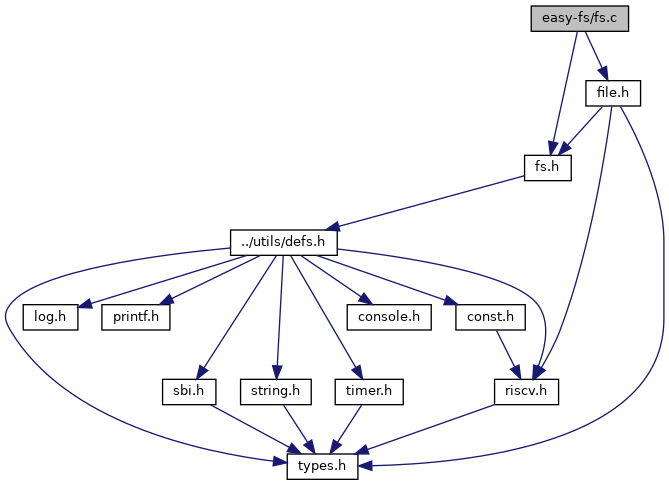 easy-fs/fs.c
file.h
fs.h
../utils/defs.h
log.h
printf.h
console.h
const.h
sbi.h
string.h
timer.h
riscv.h
types.h